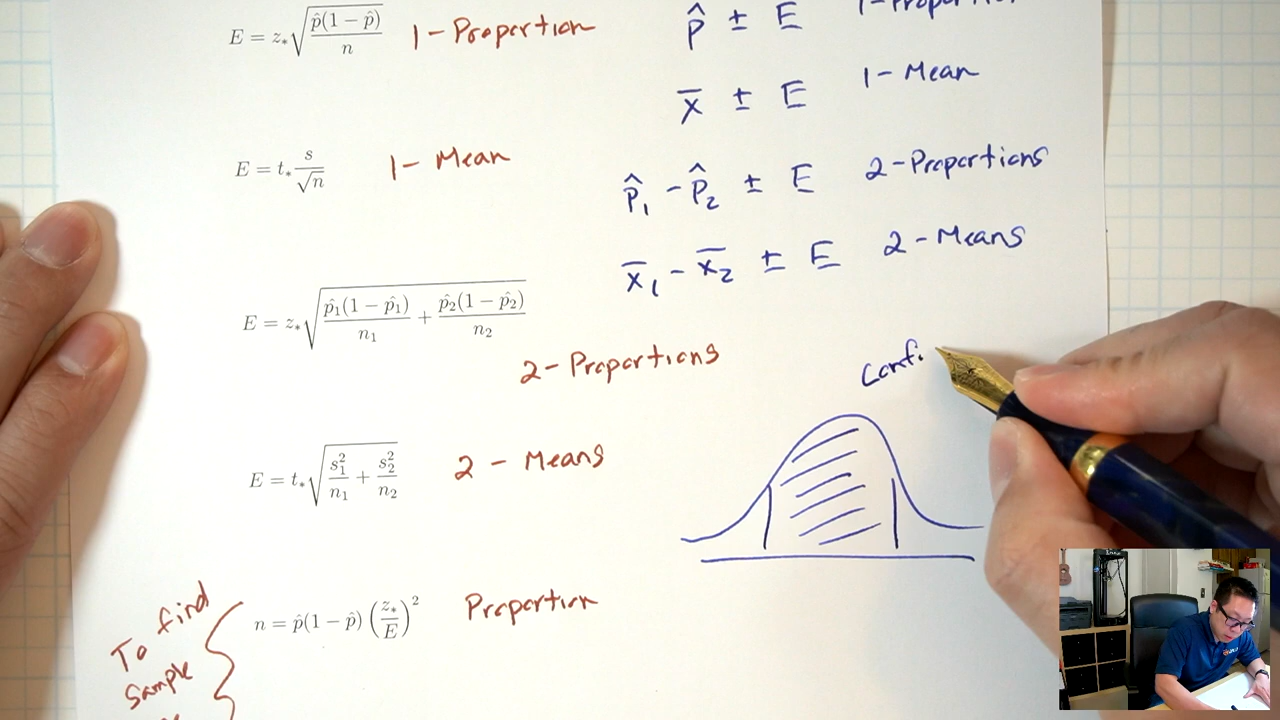 E = z* √(p̂(1 − p̂)/n) 1-Proportion
p̂ ± E
x̄ ± E 1- Mean
E = t* s/√n 1- Mean
p̂₁ - p̂₂ ± E 2-Proportions
x̄₁ - x̄₂ ± E 2-Means
E = z* √(p̂₁(1 − p̂₁)/n₁ + p̂₂(1 − p̂₂)/n₂)
2-Proportions
Confi
E = t* √(s₁²/n₁ + s₂²/n₂) 2 - Means
n = p̂(1 − p̂) (z*/E)² Proportion
To find
Sample